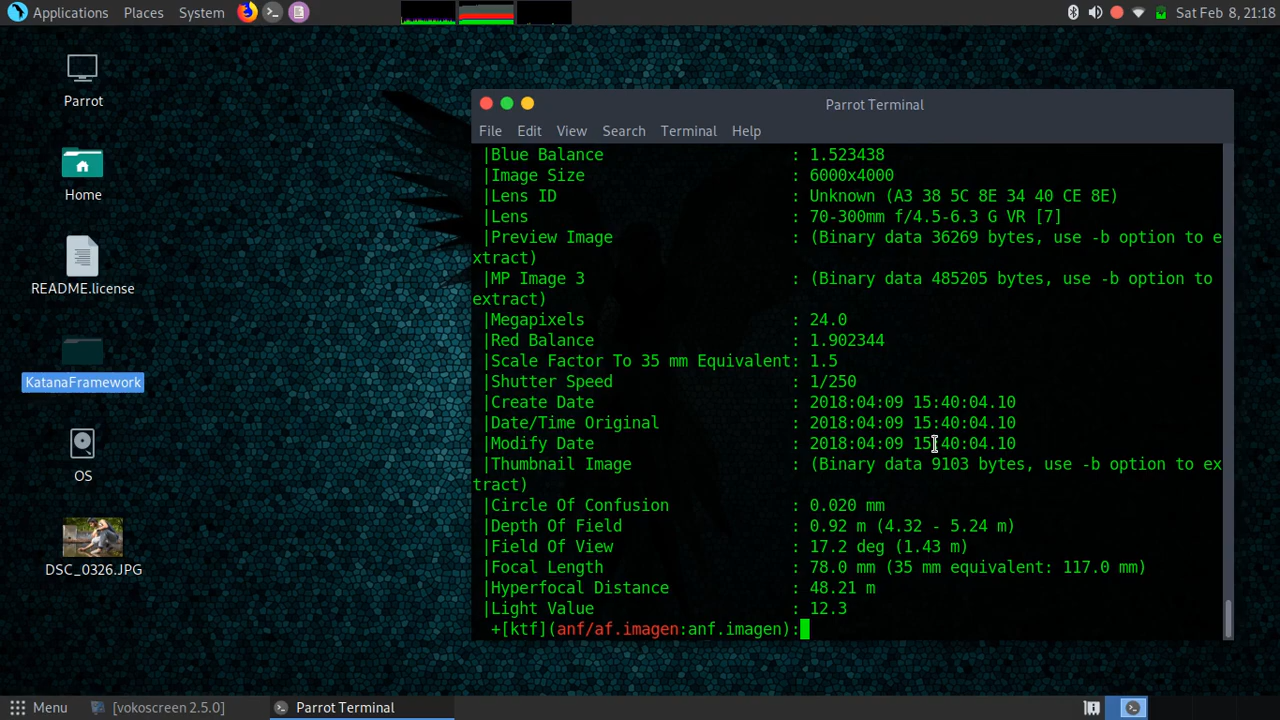 Applications Places System Sat Feb 8, 21:18
Parrot
Home
README.license
KatanaFramework
OS
DSC_0326.JPG
Parrot Terminal
File Edit View Search Terminal Help
|Blue Balance : 1.523438
|Image Size : 6000x4000
|Lens ID : Unknown (A3 38 5C 8E 34 40 CE 8E)
|Lens : 70-300mm f/4.5-6.3 G VR [7]
|Preview Image : (Binary data 36269 bytes, use -b option to e
xtract)
|MP Image 3 : (Binary data 485205 bytes, use -b option to
extract)
|Megapixels : 24.0
|Red Balance : 1.902344
|Scale Factor To 35 mm Equivalent: 1.5
|Shutter Speed : 1/250
|Create Date : 2018:04:09 15:40:04.10
|Date/Time Original : 2018:04:09 15:40:04.10
|Modify Date : 2018:04:09 15:40:04.10
|Thumbnail Image : (Binary data 9103 bytes, use -b option to ex
tract)
|Circle Of Confusion : 0.020 mm
|Depth Of Field : 0.92 m (4.32 - 5.24 m)
|Field Of View : 17.2 deg (1.43 m)
|Focal Length : 78.0 mm (35 mm equivalent: 117.0 mm)
|Hyperfocal Distance : 48.21 m
|Light Value : 12.3
+[ktf](anf/af.imagen:anf.imagen):
Menu [vokoscreen 2.5.0] Parrot Terminal